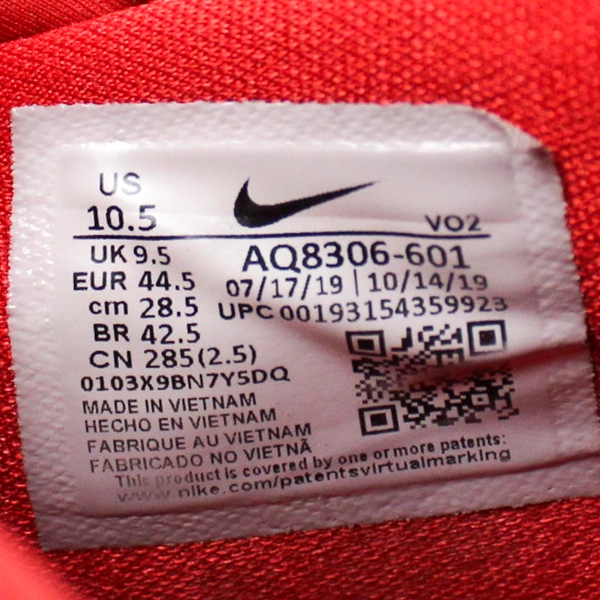 US
10.5
VO2
UK 9.5
AQ8306-601
EUR 44.5
07/17/19 | 10/14/19
cm 28.5
UPC 00193154359923
BR 42.5
CN 285(2.5)
0103X9BN7Y5DQ
MADE IN VIETNAM
HECHO EN VIETNAM
FABRIQUE AU VIETNAM
FABRICADO NO VIETNÃ
This product is covered by one or more patents:
www.nike.com/patentsvirtualmarking